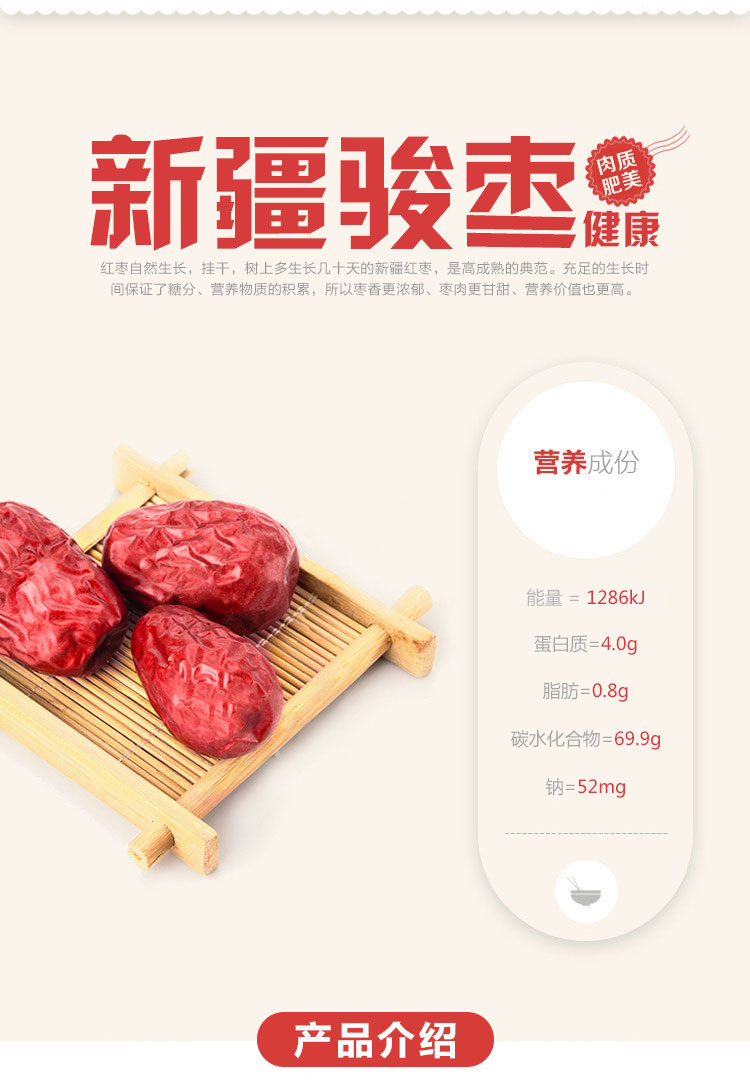 新疆骏枣
肉质
肥美
健康
红枣自然生长，挂干，树上多生长几十天的新疆红枣，是高成熟的典范。充足的生长时
间保证了糖分、营养物质的积累，所以枣香更浓郁、枣肉更甘甜、营养价值也更高。
营养成份
能量 = 1286kJ
蛋白质=4.0g
脂肪=0.8g
碳水化合物=69.9g
钠=52mg
产品介绍